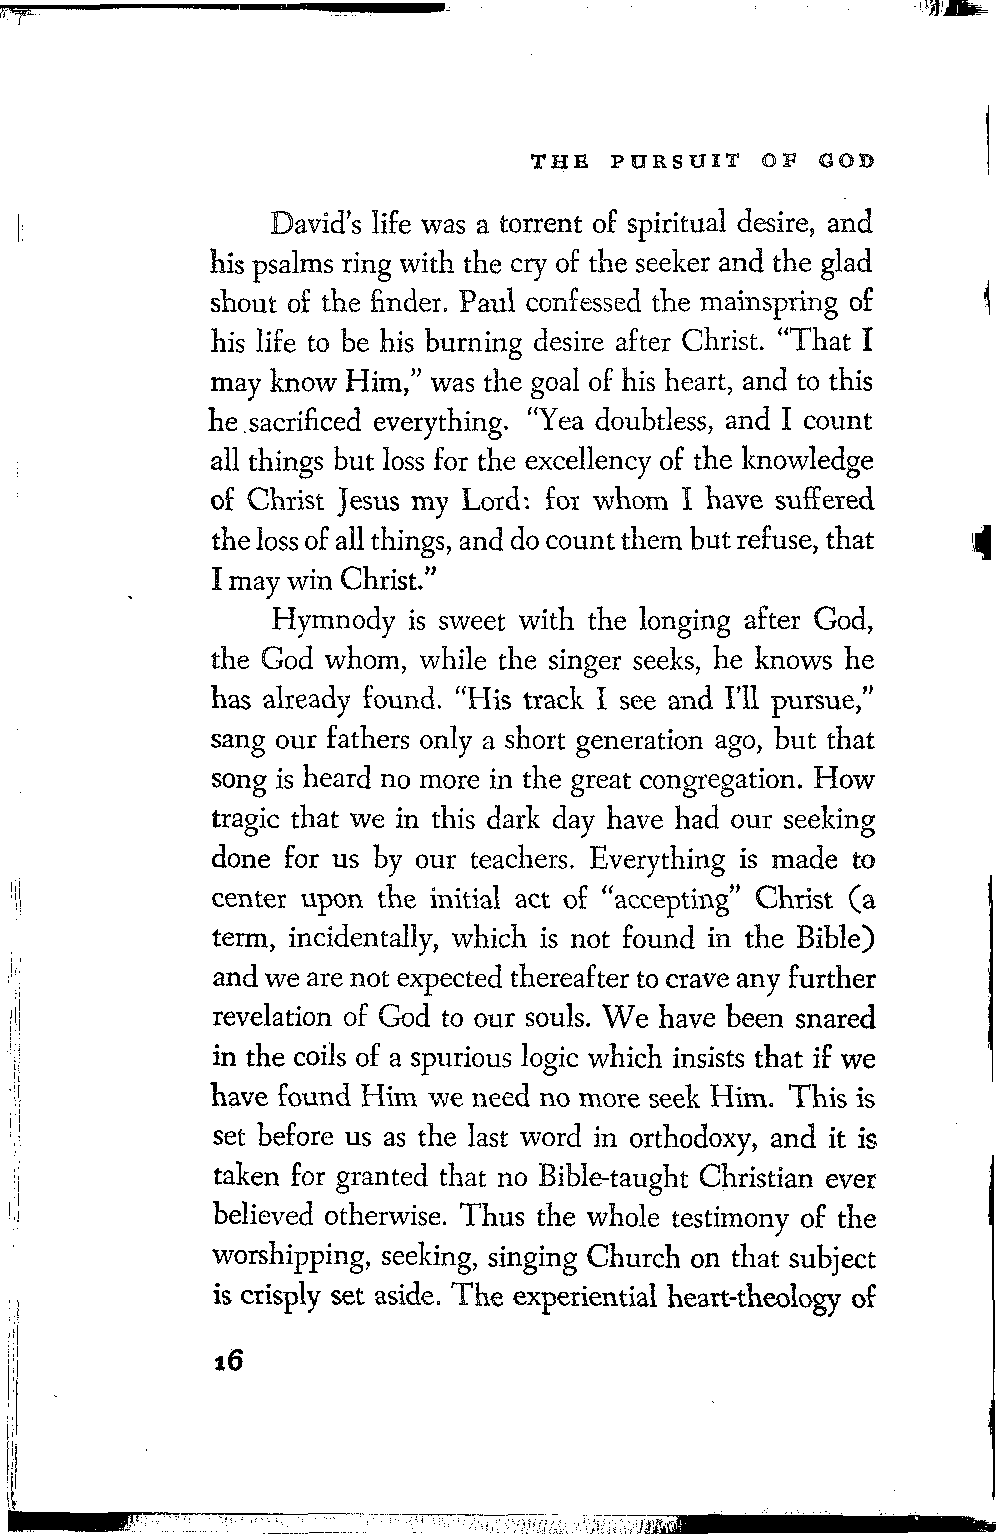 THE PURSUIT OF GOD
David's life was a torrent of spiritual desire, and
his psalms ring with the cry of the seeker and the glad
shout of the finder. Paul confessed the mainspring of
his life to be his burning desire after Christ. "That I
may know Him," was the goal of his heart, and to this
he sacrificed everything. "Yea doubtless, and I count
all things but loss for the excellency of the knowledge
of Christ Jesus my Lord: for whom I have suffered
the loss of all things, and do count them but refuse, that
I may win Christ."
Hymnody is sweet with the longing after God,
the God whom, while the singer seeks, he knows he
has already found. "His track I see and I'll pursue,"
sang our fathers only a short generation ago, but that
song is heard no more in the great congregation. How
tragic that we in this dark day have had our seeking
done for us by our teachers. Everything is made to
center upon the initial act of "accepting" Christ (a
term, incidentally, which is not found in the Bible)
and we are not expected thereafter to crave any further
revelation of God to our souls. We have been snared
in the coils of a spurious logic which insists that if we
have found Him we need no more seek Him. This is
set before us as the last word in orthodoxy, and it is
taken for granted that no Bible-taught Christian ever
believed otherwise. Thus the whole testimony of the
worshipping, seeking, singing Church on that subject
is crisply set aside. The experiential heart-theology of
16